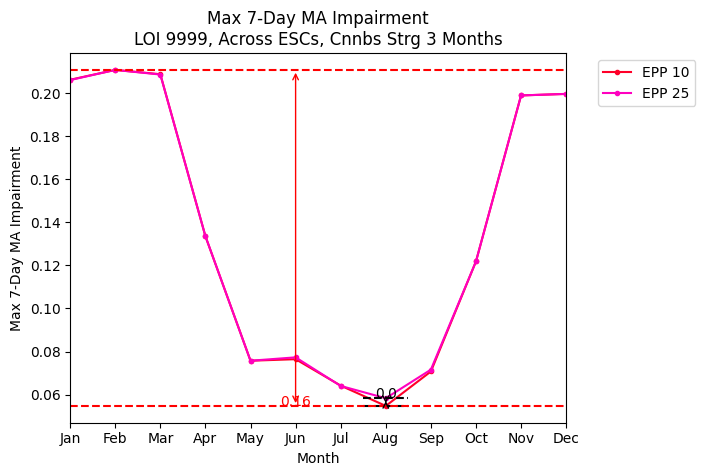 Max 7-Day MA Impairment
LOI 9999, Across ESCs, Cnnbs Strg 3 Months
EPP 10
EPP 25
Max 7-Day MA Impairment
0.20
0.18
0.16
0.14
0.12
0.10
0.08
0.06
0.16
0.0
Jan Feb Mar Apr May Jun Jul Aug Sep Oct Nov Dec
Month